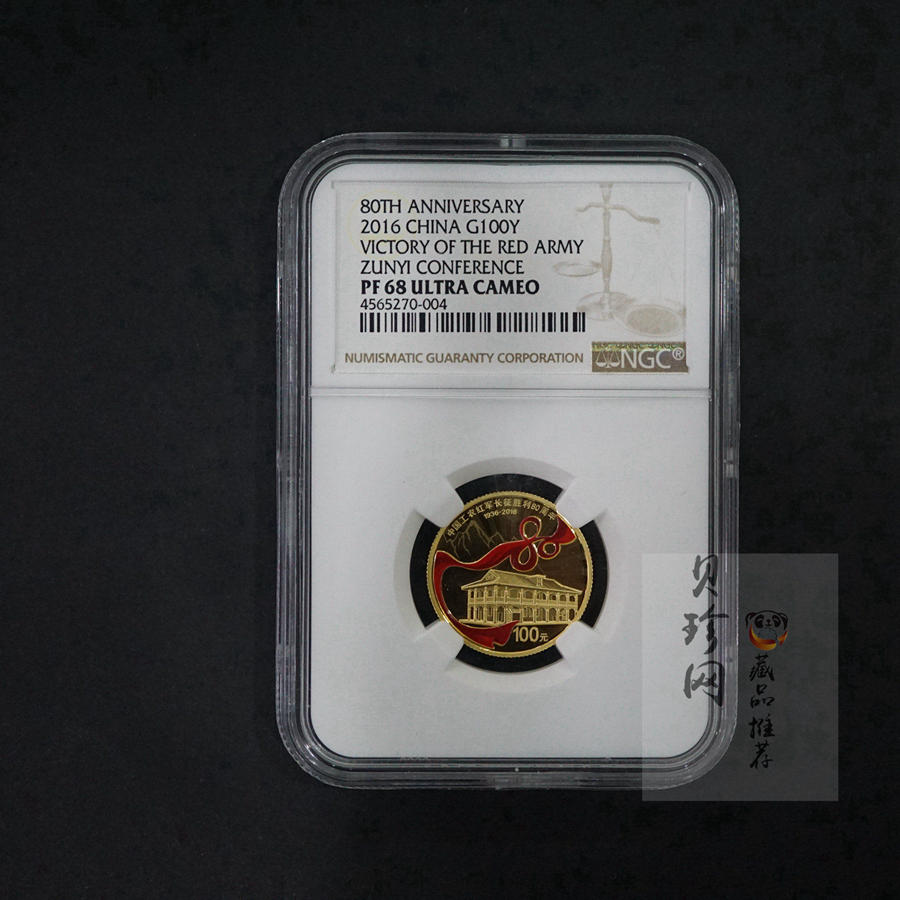 80TH ANNIVERSARY
2016 CHINA G100Y
VICTORY OF THE RED ARMY
ZUNYI CONFERENCE
PF 68 ULTRA CAMEO
4565270-004
NUMISMATIC GUARANTY CORPORATION
NGC®
中国工农红军长征胜利80周年
1936-2016
80
100元
贝珍网
藏品推荐